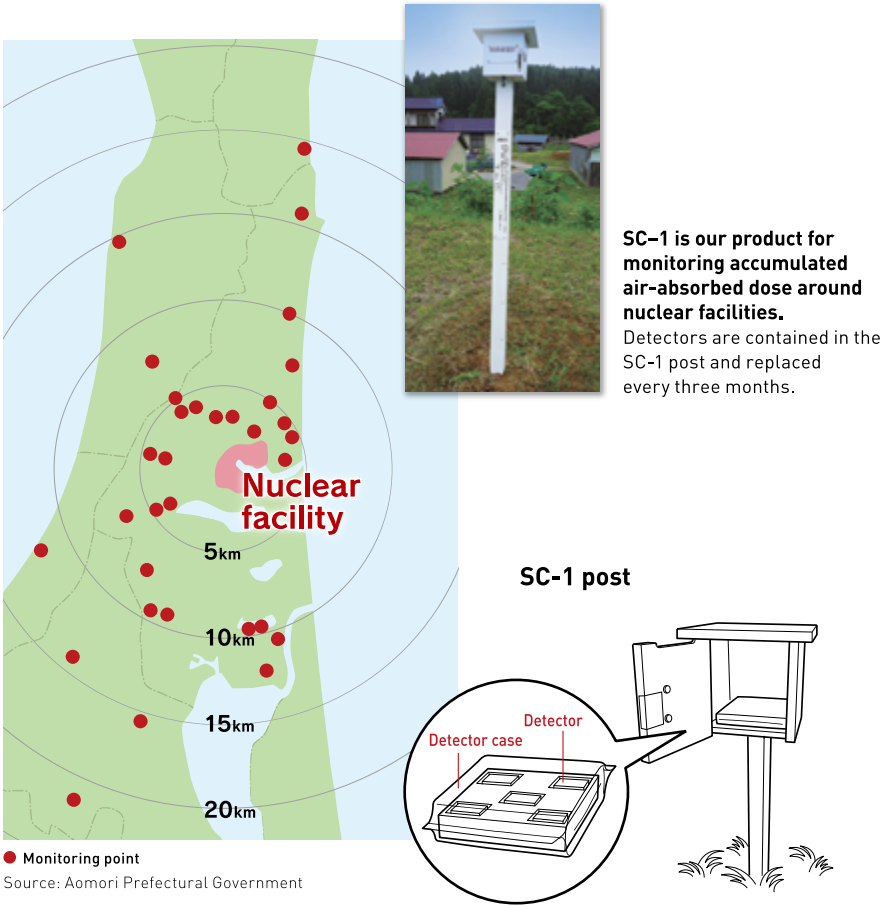 SC–1 is our product for
monitoring accumulated
air-absorbed dose around
nuclear facilities.
Detectors are contained in the
SC-1 post and replaced
every three months.
Nuclear
facility
5km
10km
15km
20km
SC-1 post
Detector
Detector case
Monitoring point
Source: Aomori Prefectural Government